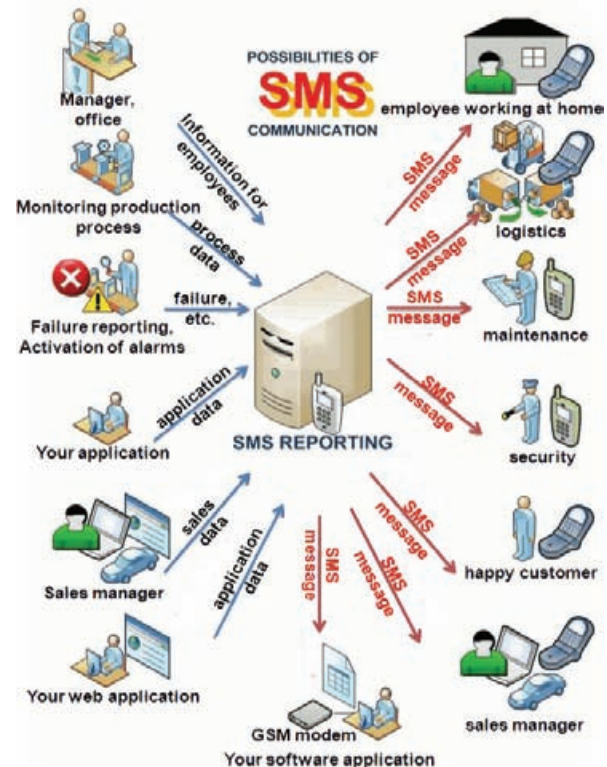 POSSIBILITIES OF
SMS
COMMUNICATION
Manager,
office
Information for
employees
Monitoring production
process
process
data
Failure reporting,
Activation of alarms
failure,
etc.
Your application
application
data
Sales manager
sales
data
Your web application
application
data
SMS REPORTING
SMS
message
employee working at home
SMS
message
logistics
SMS
message
maintenance
SMS
message
security
SMS
message
happy customer
SMS
message
sales manager
SMS
message
GSM modem
Your software application